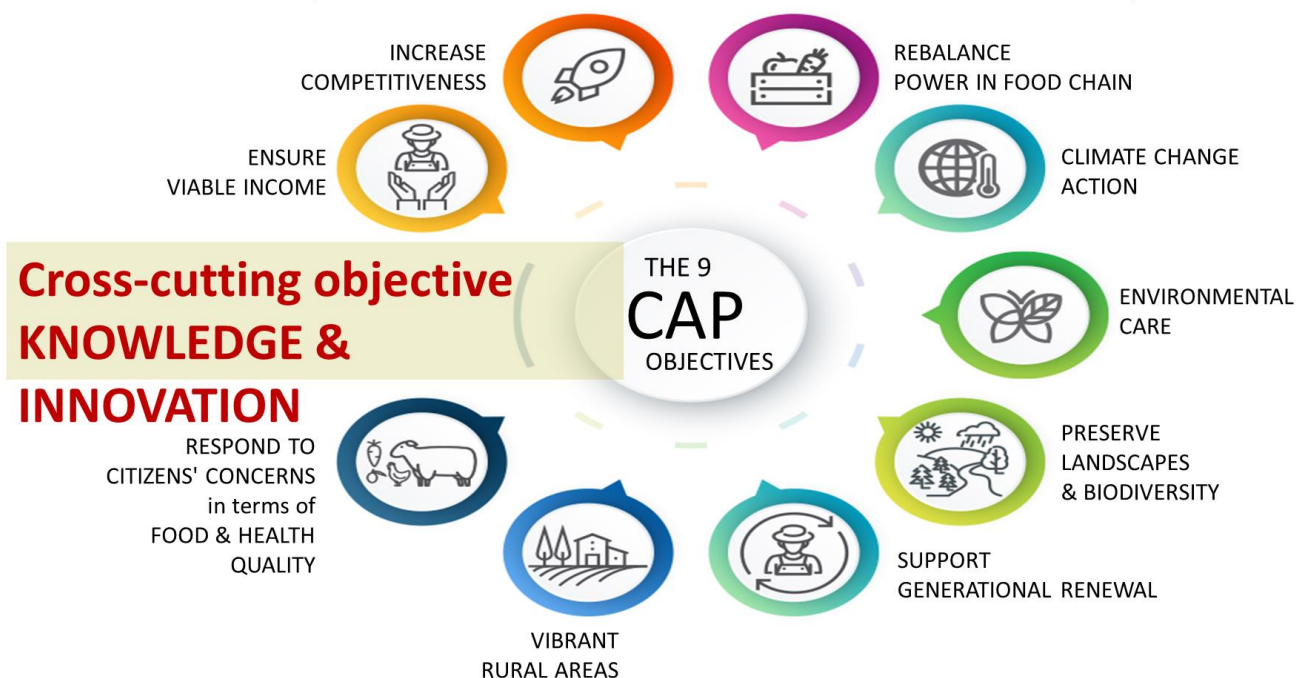 INCREASE
COMPETITIVENESS
REBALANCE
POWER IN FOOD CHAIN
ENSURE
VIABLE INCOME
CLIMATE CHANGE
ACTION
Cross-cutting objective
KNOWLEDGE &
INNOVATION
THE 9
CAP
OBJECTIVES
ENVIRONMENTAL
CARE
RESPOND TO
CITIZENS' CONCERNS
in terms of
FOOD & HEALTH
QUALITY
PRESERVE
LANDSCAPES
& BIODIVERSITY
VIBRANT
RURAL AREAS
SUPPORT
GENERATIONAL RENEWAL